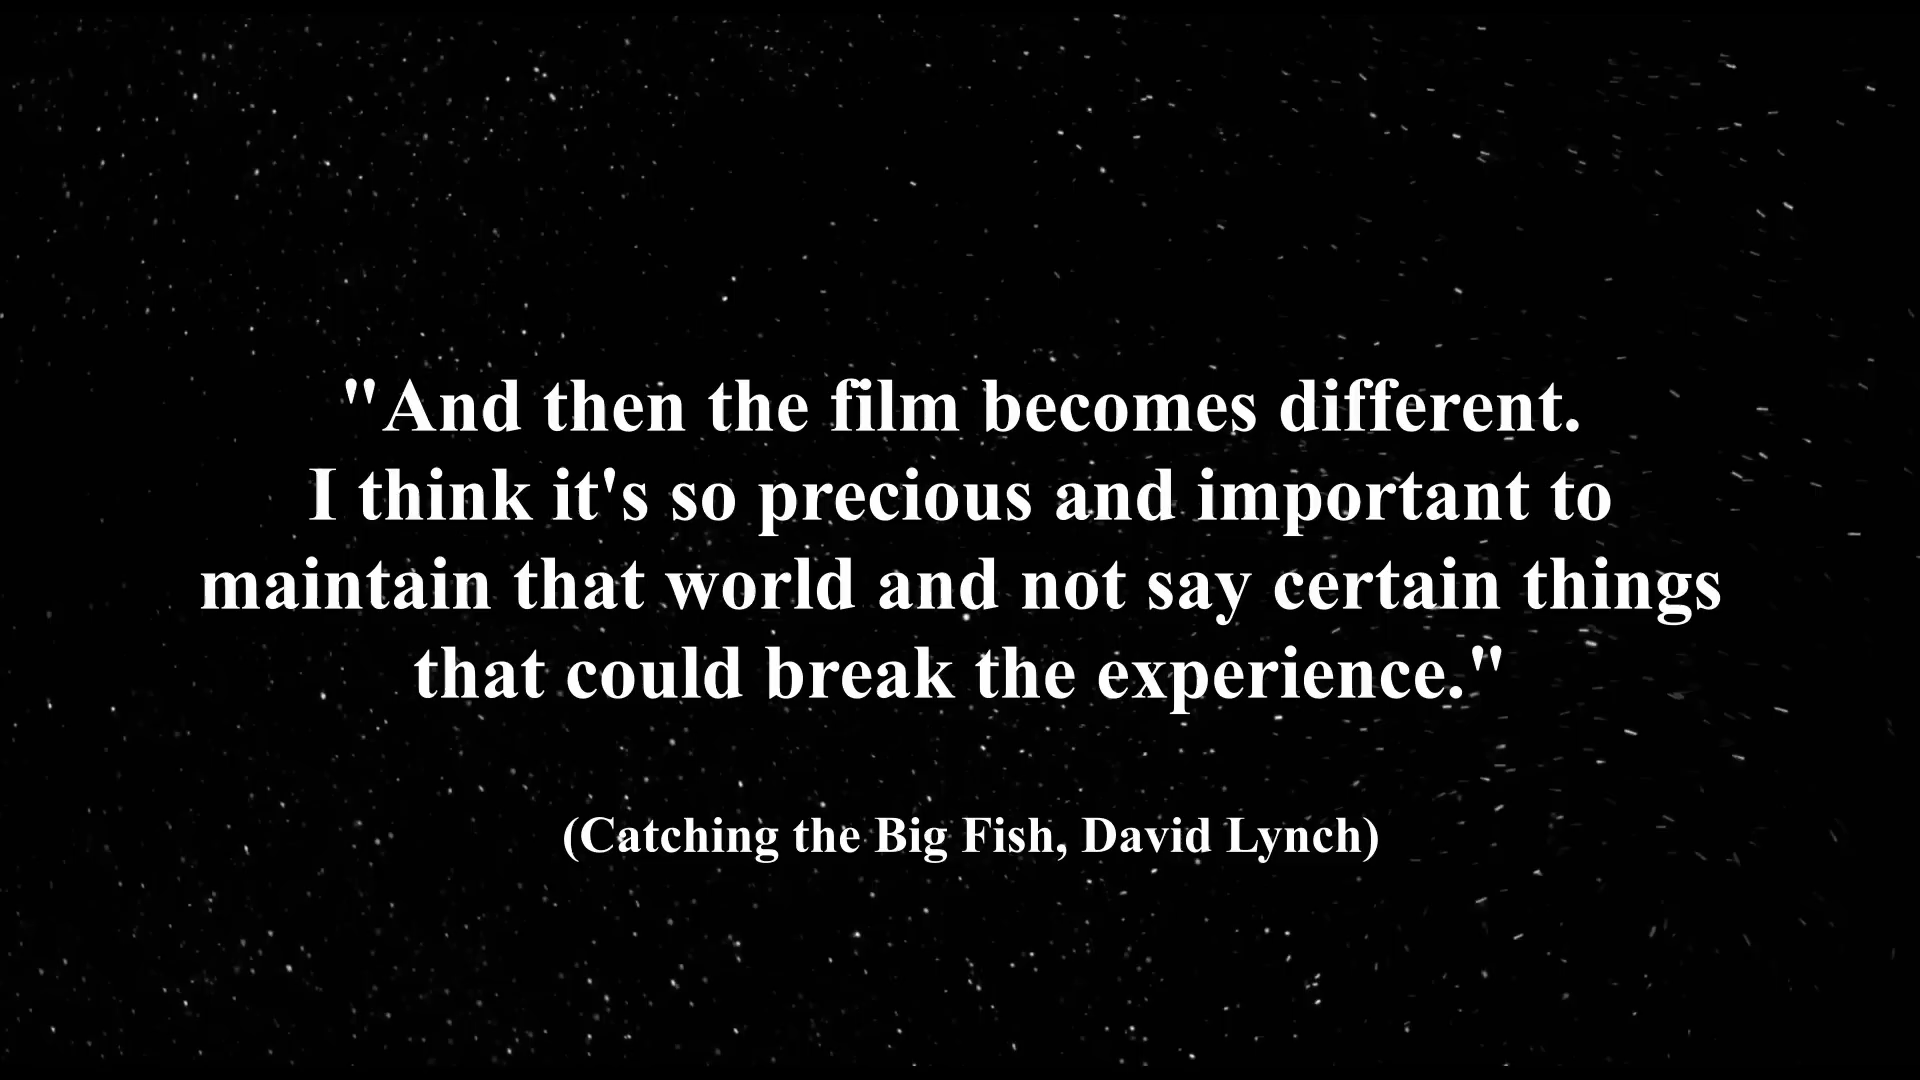 "And then the film becomes different.
I think it's so precious and important to
maintain that world and not say certain things
that could break the experience."
(Catching the Big Fish, David Lynch)